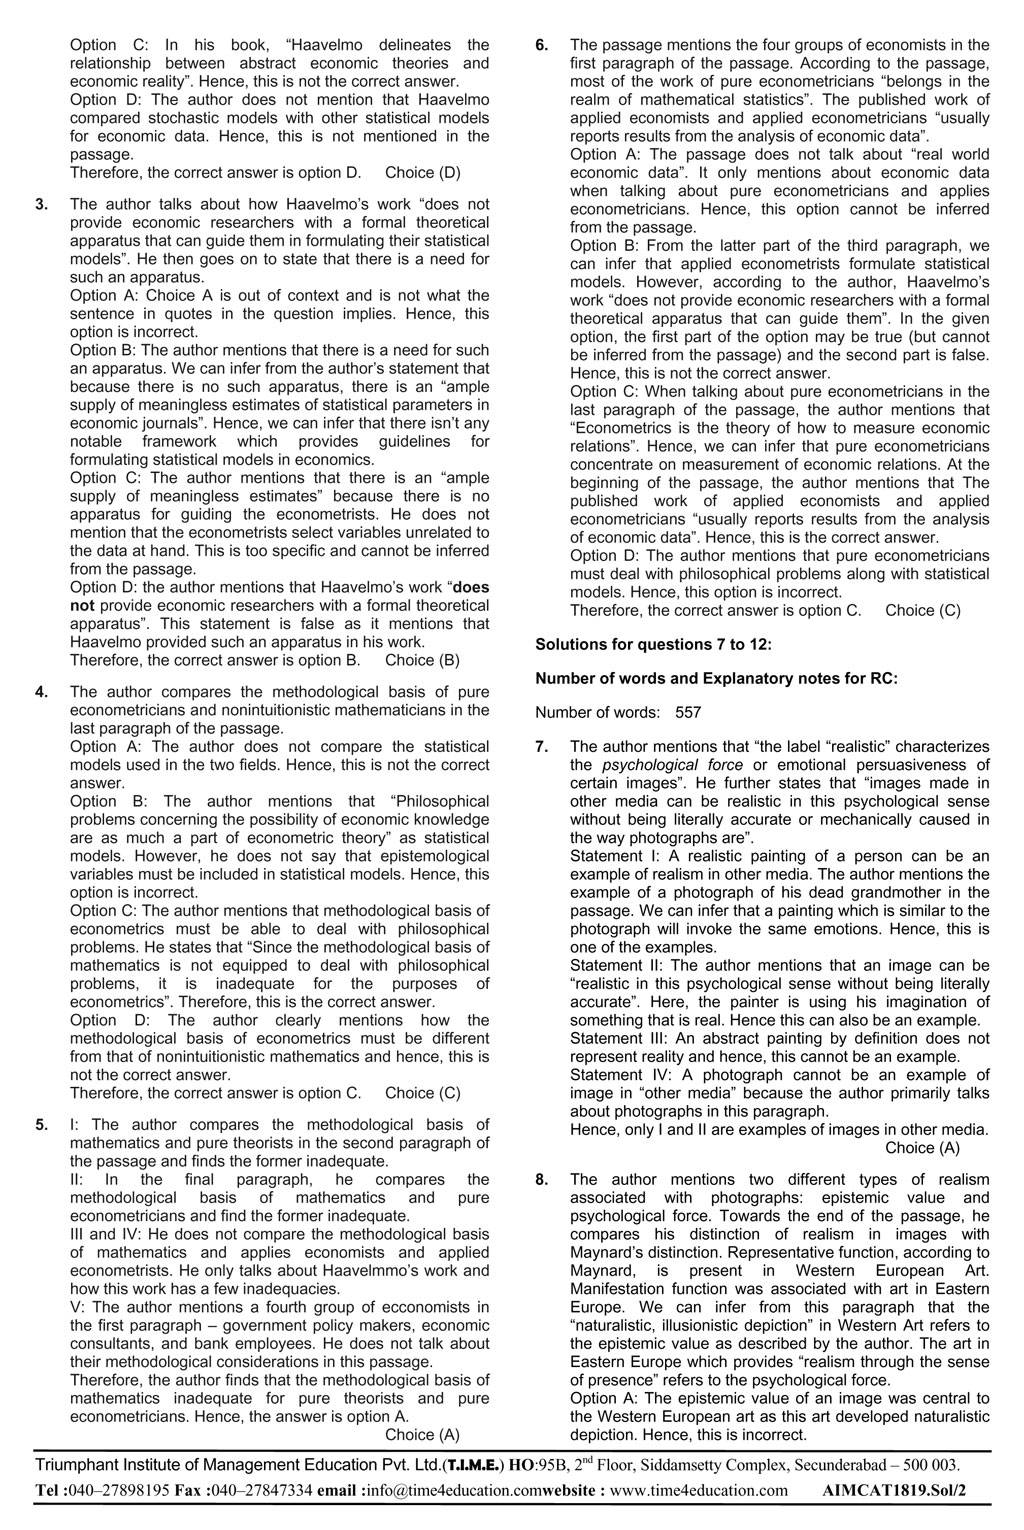 Option C: In his book, “Haavelmo delineates the
relationship between abstract economic theories and
economic reality”. Hence, this is not the correct answer.
Option D: The author does not mention that Haavelmo
compared stochastic models with other statistical models
for economic data. Hence, this is not mentioned in the
passage.
Therefore, the correct answer is option D. Choice (D)
3. The author talks about how Haavelmo’s work “does not
provide economic researchers with a formal theoretical
apparatus that can guide them in formulating their statistical
models”. He then goes on to state that there is a need for
such an apparatus.
Option A: Choice A is out of context and is not what the
sentence in quotes in the question implies. Hence, this
option is incorrect.
Option B: The author mentions that there is a need for such
an apparatus. We can infer from the author’s statement that
because there is no such apparatus, there is an “ample
supply of meaningless estimates of statistical parameters in
economic journals”. Hence, we can infer that there isn’t any
notable framework which provides guidelines for
formulating statistical models in economics.
Option C: The author mentions that there is an “ample
supply of meaningless estimates” because there is no
apparatus for guiding the econometrists. He does not
mention that the econometrists select variables unrelated to
the data at hand. This is too specific and cannot be inferred
from the passage.
Option D: the author mentions that Haavelmo’s work “does
not provide economic researchers with a formal theoretical
apparatus”. This statement is false as it mentions that
Haavelmo provided such an apparatus in his work.
Therefore, the correct answer is option B. Choice (B)
4. The author compares the methodological basis of pure
econometricians and nonintuitionistic mathematicians in the
last paragraph of the passage.
Option A: The author does not compare the statistical
models used in the two fields. Hence, this is not the correct
answer.
Option B: The author mentions that “Philosophical
problems concerning the possibility of economic knowledge
are as much a part of econometric theory” as statistical
models. However, he does not say that epistemological
variables must be included in statistical models. Hence, this
option is incorrect.
Option C: The author mentions that methodological basis of
econometrics must be able to deal with philosophical
problems. He states that “Since the methodological basis of
mathematics is not equipped to deal with philosophical
problems, it is inadequate for the purposes of
econometrics”. Therefore, this is the correct answer.
Option D: The author clearly mentions how the
methodological basis of econometrics must be different
from that of nonintuitionistic mathematics and hence, this is
not the correct answer.
Therefore, the correct answer is option C. Choice (C)
5. I: The author compares the methodological basis of
mathematics and pure theorists in the second paragraph of
the passage and finds the former inadequate.
II: In the final paragraph, he compares the
methodological basis of mathematics and pure
econometricians and find the former inadequate.
III and IV: He does not compare the methodological basis
of mathematics and applies economists and applied
econometrists. He only talks about Haavelmmo’s work and
how this work has a few inadequacies.
V: The author mentions a fourth group of ecconomists in
the first paragraph – government policy makers, economic
consultants, and bank employees. He does not talk about
their methodological considerations in this passage.
Therefore, the author finds that the methodological basis of
mathematics inadequate for pure theorists and pure
econometricians. Hence, the answer is option A.
Choice (A)
6. The passage mentions the four groups of economists in the
first paragraph of the passage. According to the passage,
most of the work of pure econometricians “belongs in the
realm of mathematical statistics”. The published work of
applied economists and applied econometricians “usually
reports results from the analysis of economic data”.
Option A: The passage does not talk about “real world
economic data”. It only mentions about economic data
when talking about pure econometricians and applies
econometricians. Hence, this option cannot be inferred
from the passage.
Option B: From the latter part of the third paragraph, we
can infer that applied econometrists formulate statistical
models. However, according to the author, Haavelmo’s
work “does not provide economic researchers with a formal
theoretical apparatus that can guide them”. In the given
option, the first part of the option may be true (but cannot
be inferred from the passage) and the second part is false.
Hence, this is not the correct answer.
Option C: When talking about pure econometricians in the
last paragraph of the passage, the author mentions that
“Econometrics is the theory of how to measure economic
relations”. Hence, we can infer that pure econometricians
concentrate on measurement of economic relations. At the
beginning of the passage, the author mentions that The
published work of applied economists and applied
econometricians “usually reports results from the analysis
of economic data”. Hence, this is the correct answer.
Option D: The author mentions that pure econometricians
must deal with philosophical problems along with statistical
models. Hence, this option is incorrect.
Therefore, the correct answer is option C. Choice (C)
Solutions for questions 7 to 12:
Number of words and Explanatory notes for RC:
Number of words: 557
7. The author mentions that “the label “realistic” characterizes
the psychological force or emotional persuasiveness of
certain images”. He further states that “images made in
other media can be realistic in this psychological sense
without being literally accurate or mechanically caused in
the way photographs are”.
Statement I: A realistic painting of a person can be an
example of realism in other media. The author mentions the
example of a photograph of his dead grandmother in the
passage. We can infer that a painting which is similar to the
photograph will invoke the same emotions. Hence, this is
one of the examples.
Statement II: The author mentions that an image can be
“realistic in this psychological sense without being literally
accurate”. Here, the painter is using his imagination of
something that is real. Hence this can also be an example.
Statement III: An abstract painting by definition does not
represent reality and hence, this cannot be an example.
Statement IV: A photograph cannot be an example of
image in “other media” because the author primarily talks
about photographs in this paragraph.
Hence, only I and II are examples of images in other media.
Choice (A)
8. The author mentions two different types of realism
associated with photographs: epistemic value and
psychological force. Towards the end of the passage, he
compares his distinction of realism in images with
Maynard’s distinction. Representative function, according to
Maynard, is present in Western European Art.
Manifestation function was associated with art in Eastern
Europe. We can infer from this paragraph that the
“naturalistic, illusionistic depiction” in Western Art refers to
the epistemic value as described by the author. The art in
Eastern Europe which provides “realism through the sense
of presence” refers to the psychological force.
Option A: The epistemic value of an image was central to
the Western European art as this art developed naturalistic
depiction. Hence, this is incorrect.
Triumphant Institute of Management Education Pvt. Ltd.(T.I.M.E.) HO:95B, 2nd Floor, Siddamsetty Complex, Secunderabad – 500 003.
Tel :040–27898195 Fax :040–27847334 email :info@time4education.comwebsite : www.time4education.com AIMCAT1819.Sol/2